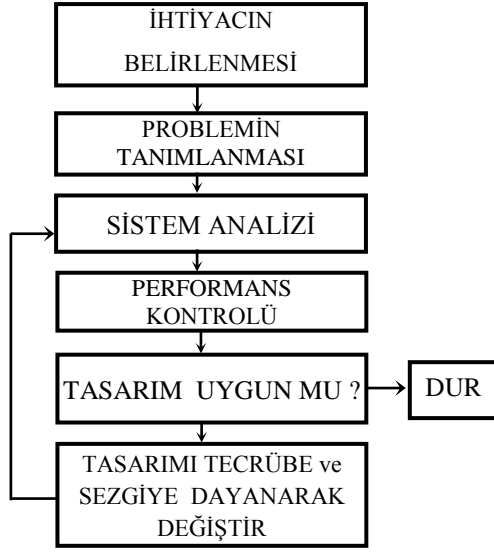 İHTİYACIN
BELİRLENMESİ
PROBLEMİN
TANIMLANMASI
SİSTEM ANALİZİ
PERFORMANS
KONTROLÜ
TASARIM UYGUN MU ?
DUR
TASARIMI TECRÜBE ve
SEZGİYE DAYANARAK
DEĞİŞTİR